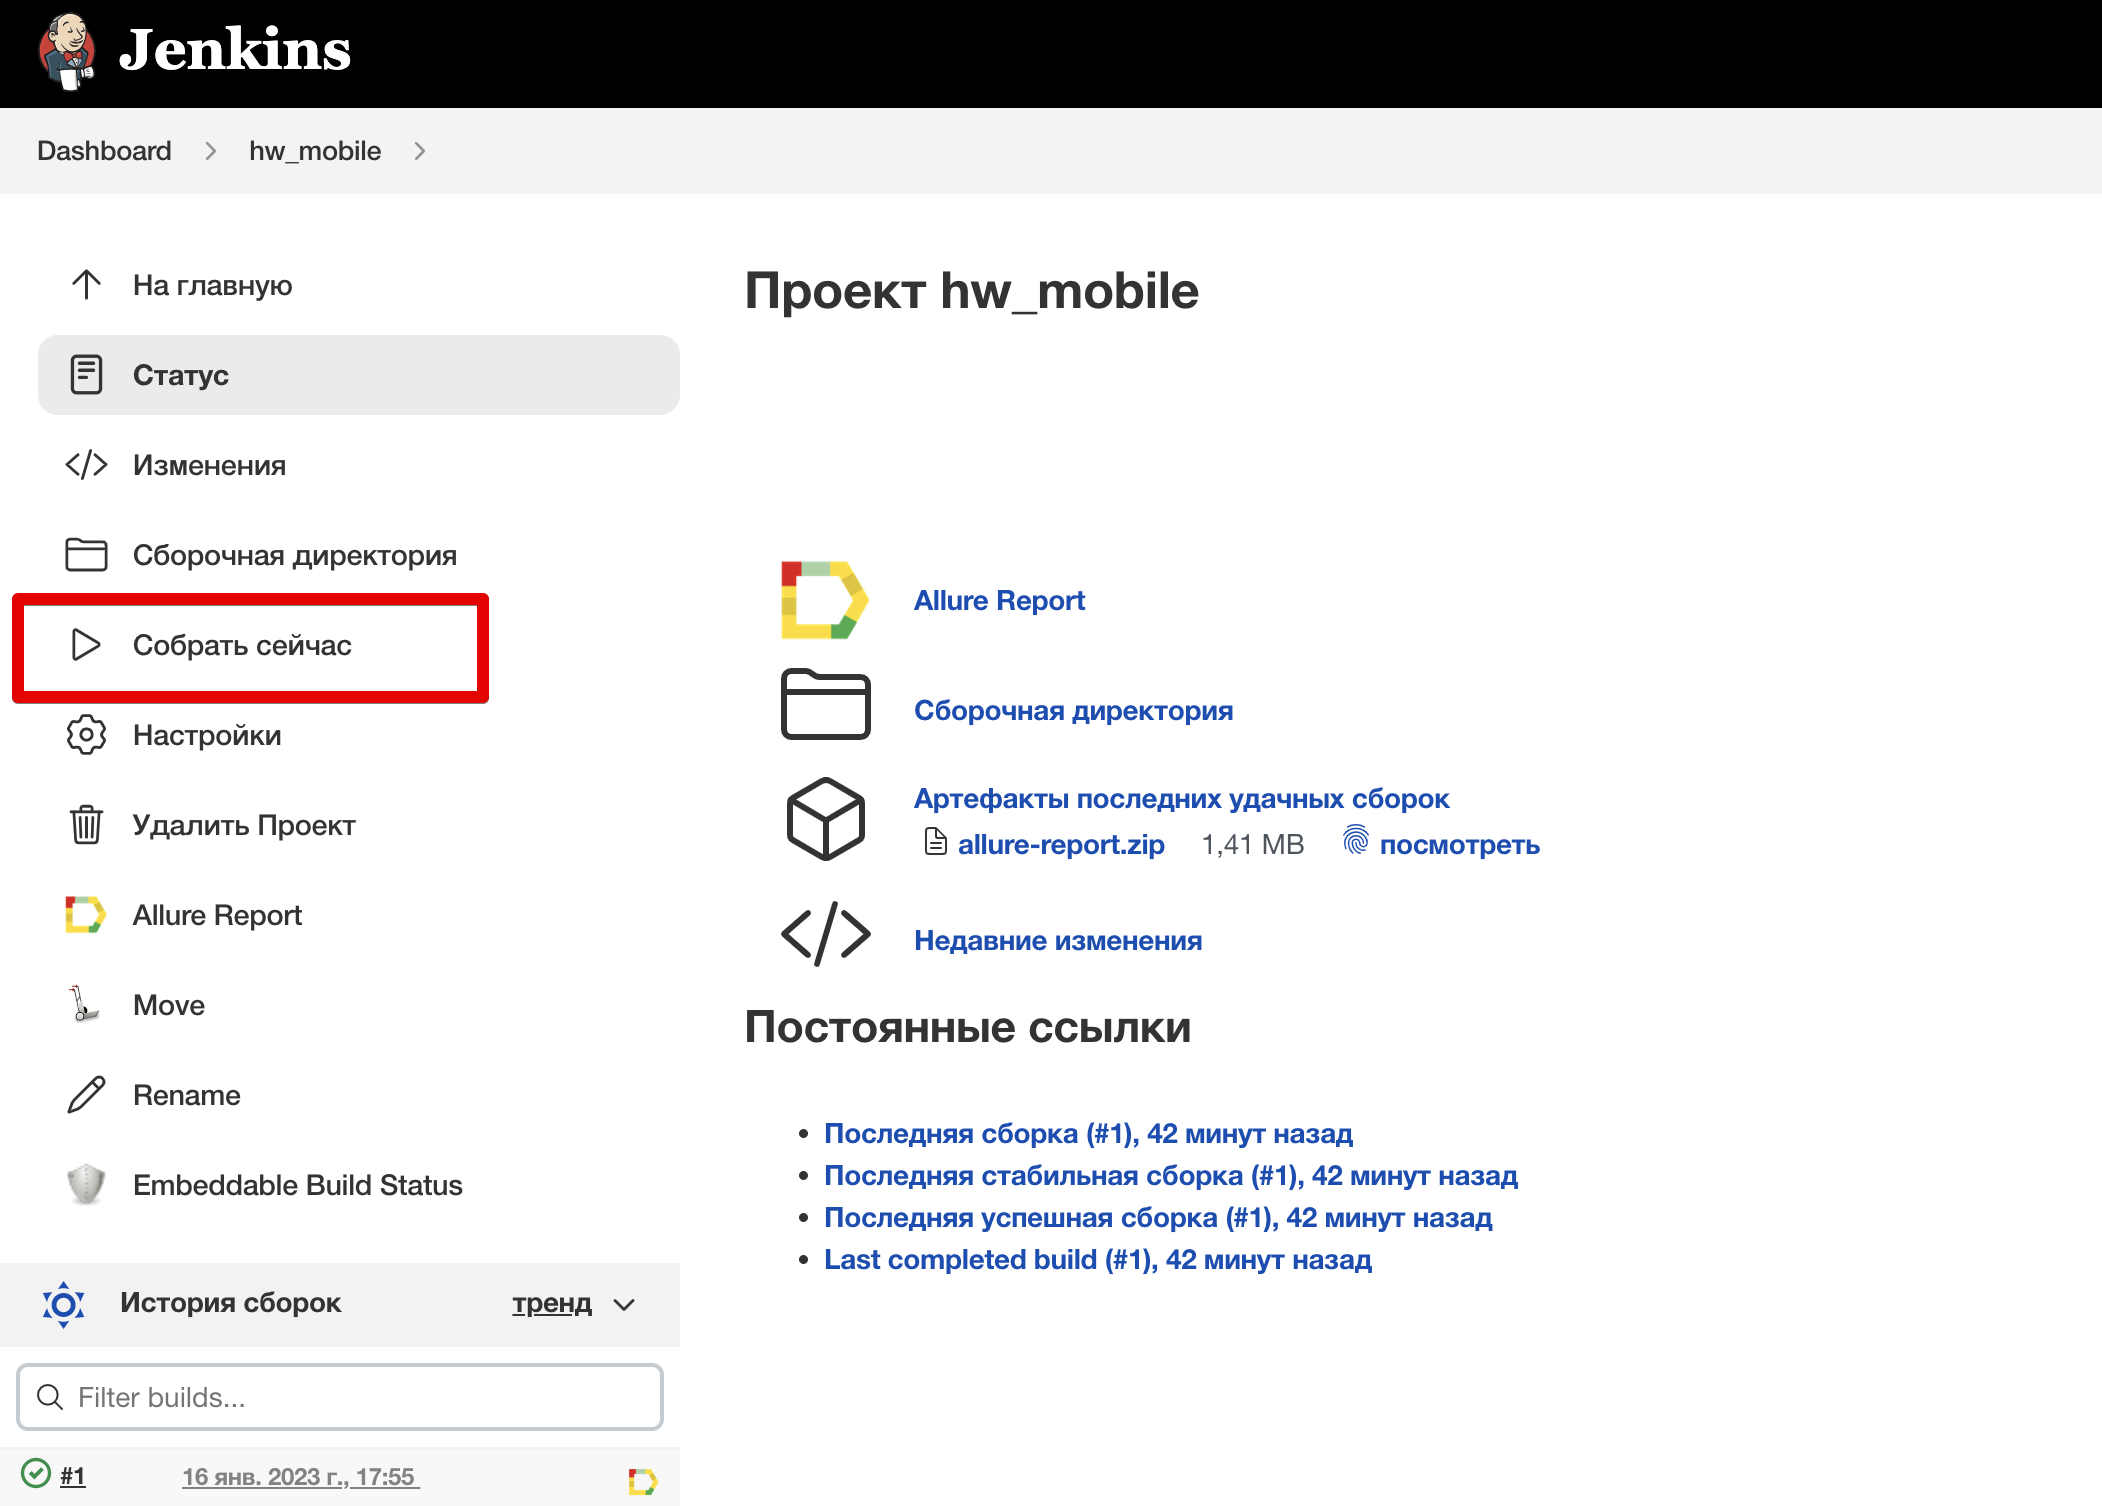 Jenkins
Dashboard
hw_mobile
На главную
Статус
Изменения
Сборочная директория
Собрать сейчас
Настройки
Удалить Проект
Allure Report
Move
Rename
Embeddable Build Status
История сборок тренд
Filter builds...
#1 16 янв. 2023 г., 17:55
Проект hw_mobile
Allure Report
Сборочная директория
Артефакты последних удачных сборок
allure-report.zip 1,41 MB посмотреть
Недавние изменения
Постоянные ссылки
Последняя сборка (#1), 42 минут назад
Последняя стабильная сборка (#1), 42 минут назад
Последняя успешная сборка (#1), 42 минут назад
Last completed build (#1), 42 минут назад